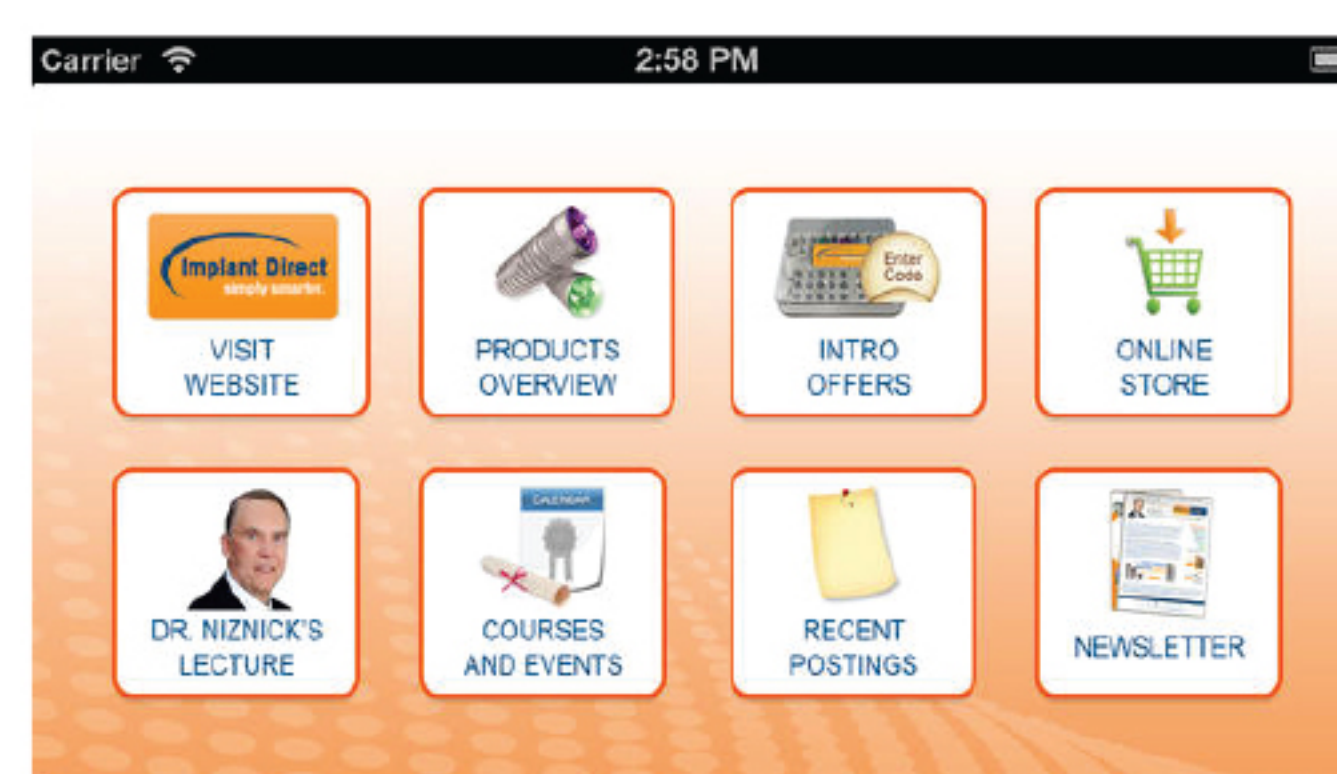 Carrier 2:58 PM
Implant Direct
simply smarter.
VISIT
WEBSITE
PRODUCTS
OVERVIEW
Enter
Code
INTRO
OFFERS
ONLINE
STORE
DR. NIZNICK'S
LECTURE
CALENDAR
COURSES
AND EVENTS
RECENT
POSTINGS
NEWSLETTER